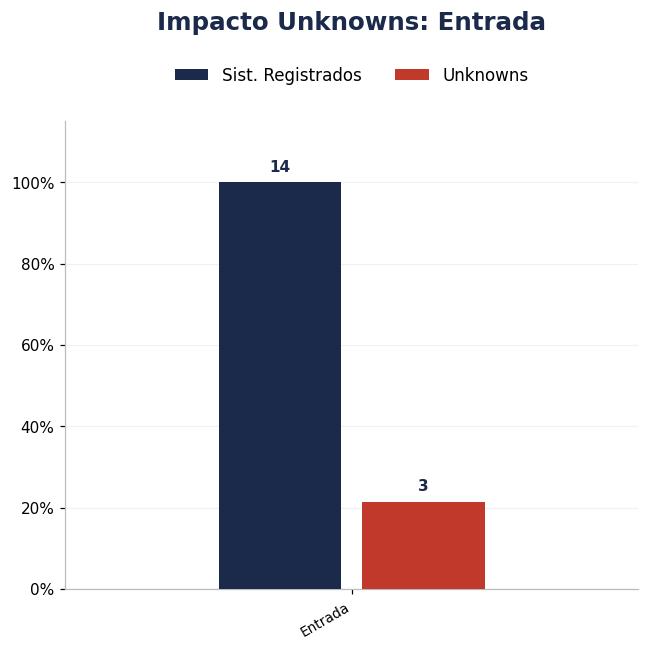 Impacto Unknowns: Entrada
Sist. Registrados
Unknowns
14
100%
80%
60%
40%
3
20%
0%
Entrada